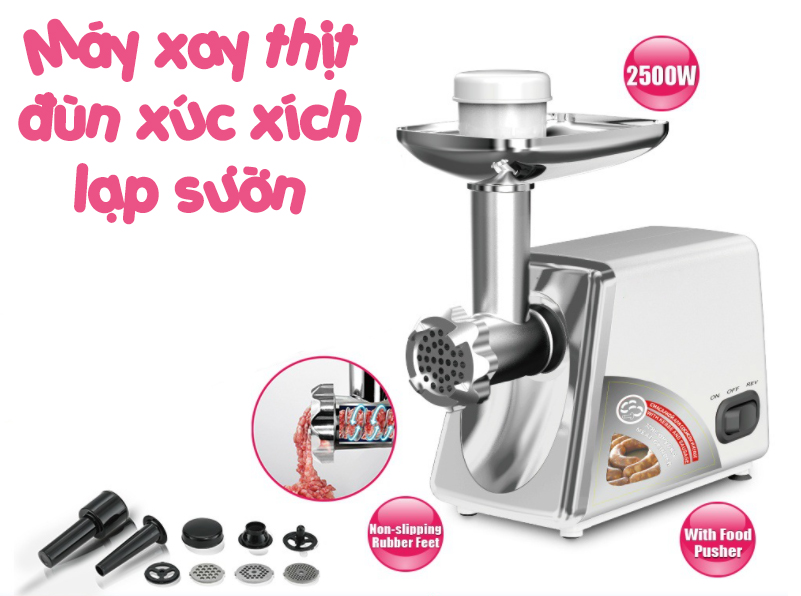 Máy xay thịt
đùn xúc xích
lạp sườn
2500W
ON OFF REV
Non-slipping
Rubber Feet
With Food
Pusher